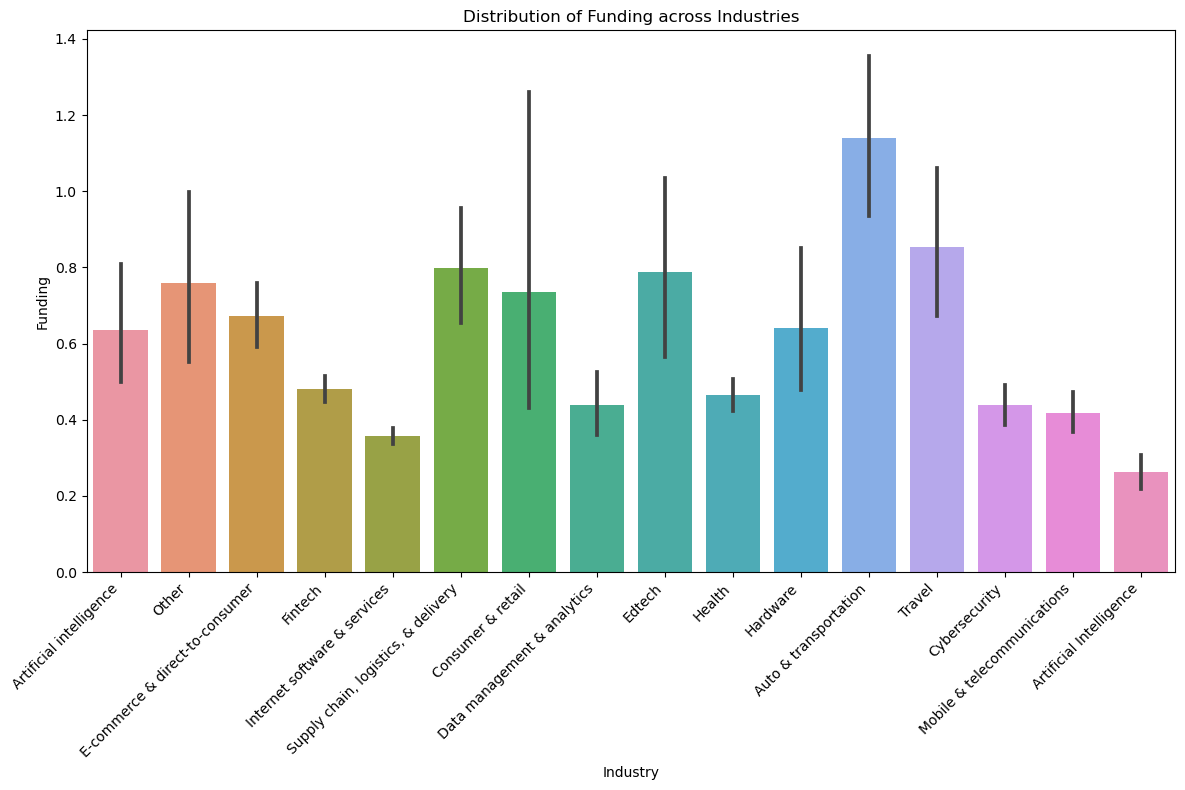 Distribution of Funding across Industries
Funding
1.4
1.2
1.0
0.8
0.6
0.4
0.2
0.0
Artificial intelligence
Other
E-commerce & direct-to-consumer
Fintech
Internet software & services
Supply chain, logistics, & delivery
Consumer & retail
Data management & analytics
Edtech
Health
Hardware
Auto & transportation
Travel
Cybersecurity
Mobile & telecommunications
Artificial Intelligence
Industry